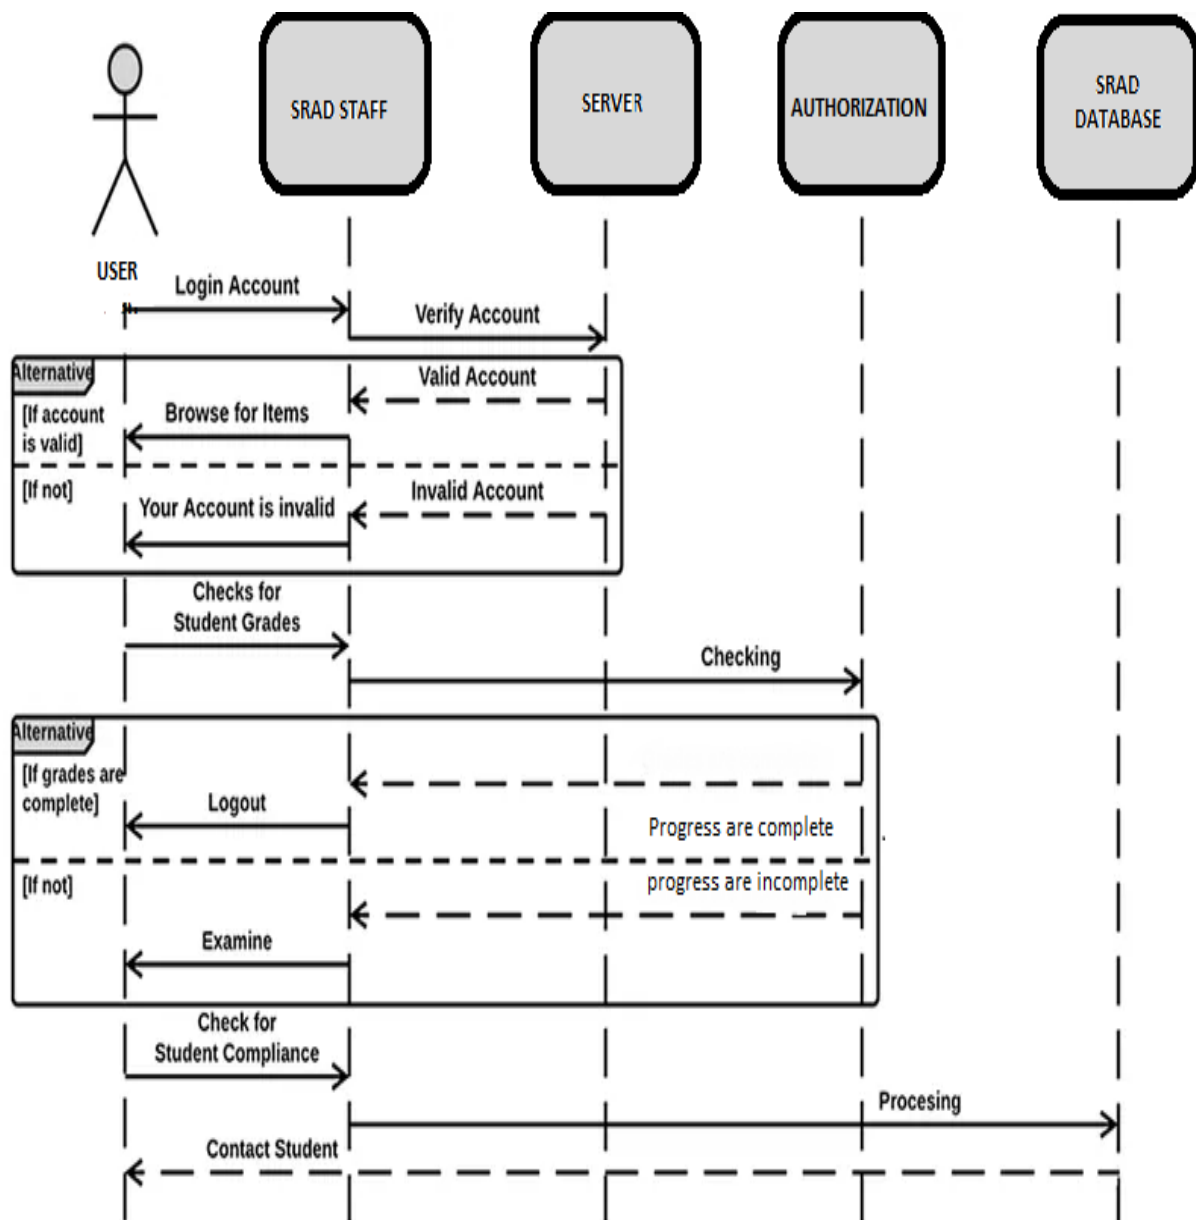 SRAD STAFF
SERVER
AUTHORIZATION
SRAD
DATABASE
USER
Login Account
Verify Account
Alternative
Valid Account
[If account
is valid]
Browse for Items
[If not]
Invalid Account
Your Account is invalid
Checks for
Student Grades
Checking
Alternative
[If grades are
complete]
Logout
Progress are complete
[If not]
progress are incomplete
Examine
Check for
Student Compliance
Procesing
Contact Student